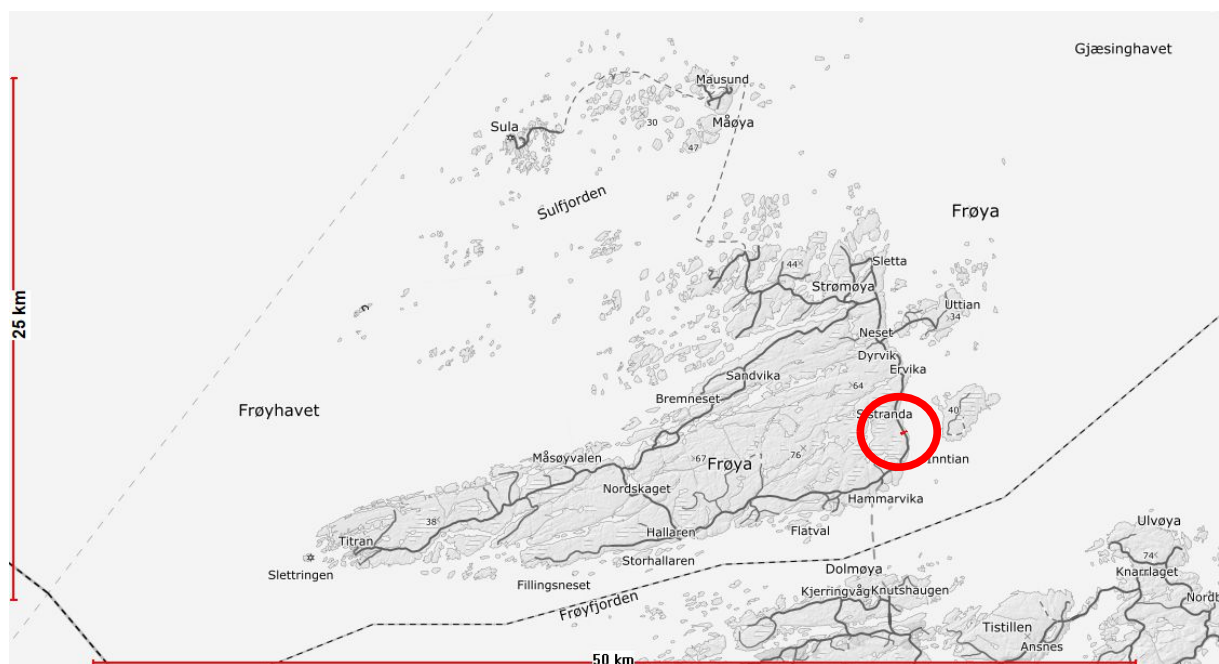 Gjæsinghavet
Mausund
30
Måøya
Sula
47
Sulfjorden
Frøya
Sletta
44
Strømøya
Uttian
34
25 km
Neset
Dyrvik
Ervika
Sandvika
64
Bremneset
Frøyhavet
Sistranda
40
Måsøyvalen
67
Frøya
76
Inntian
Nordskaget
Hammarvika
38
Titran
Hallaren
Flatval
Ulvøya
Storhallaren
Slettringen
Fillingsneset
Dolmøya
74
Knarrlaget
Kjerringvåg
Knutshaugen
Frøyfjorden
Tistillen
Ansnes
50 km